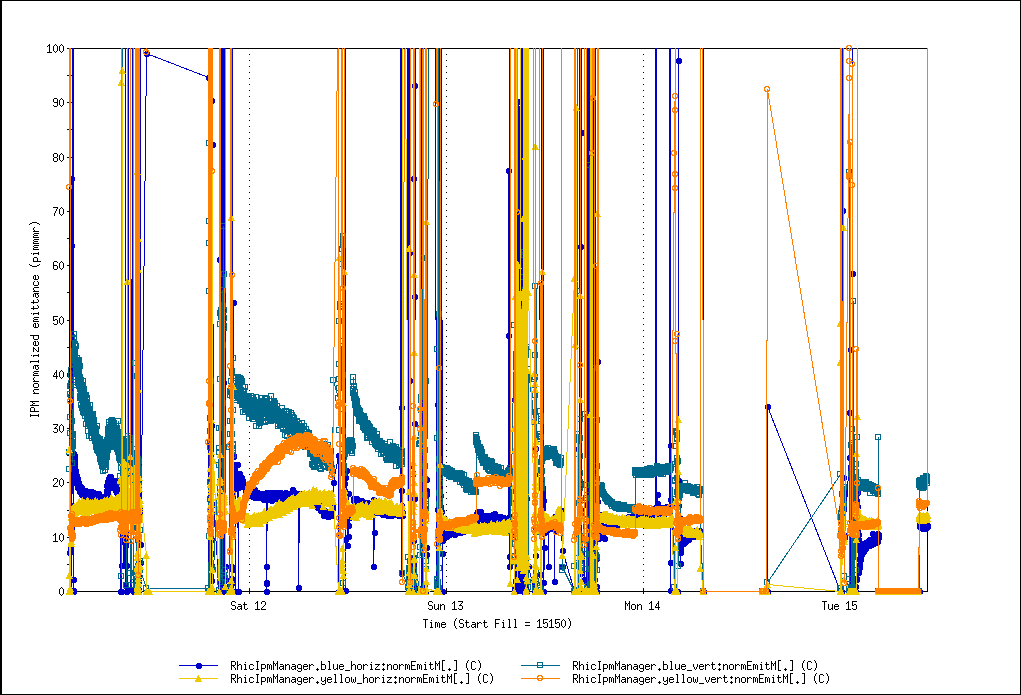 100
90
80
70
60
50
40
30
20
10
0
IPM normalized emittance (pimmmr)
Sat 12 Sun 13 Mon 14 Tue 15
Time (Start Fill = 15150)
RhicIpmManager.blue_horiz:normEmitM[.] (C) RhicIpmManager.blue_vert:normEmitM[.] (C)
RhicIpmManager.yellow_horiz:normEmitM[.] (C) RhicIpmManager.yellow_vert:normEmitM[.] (C)